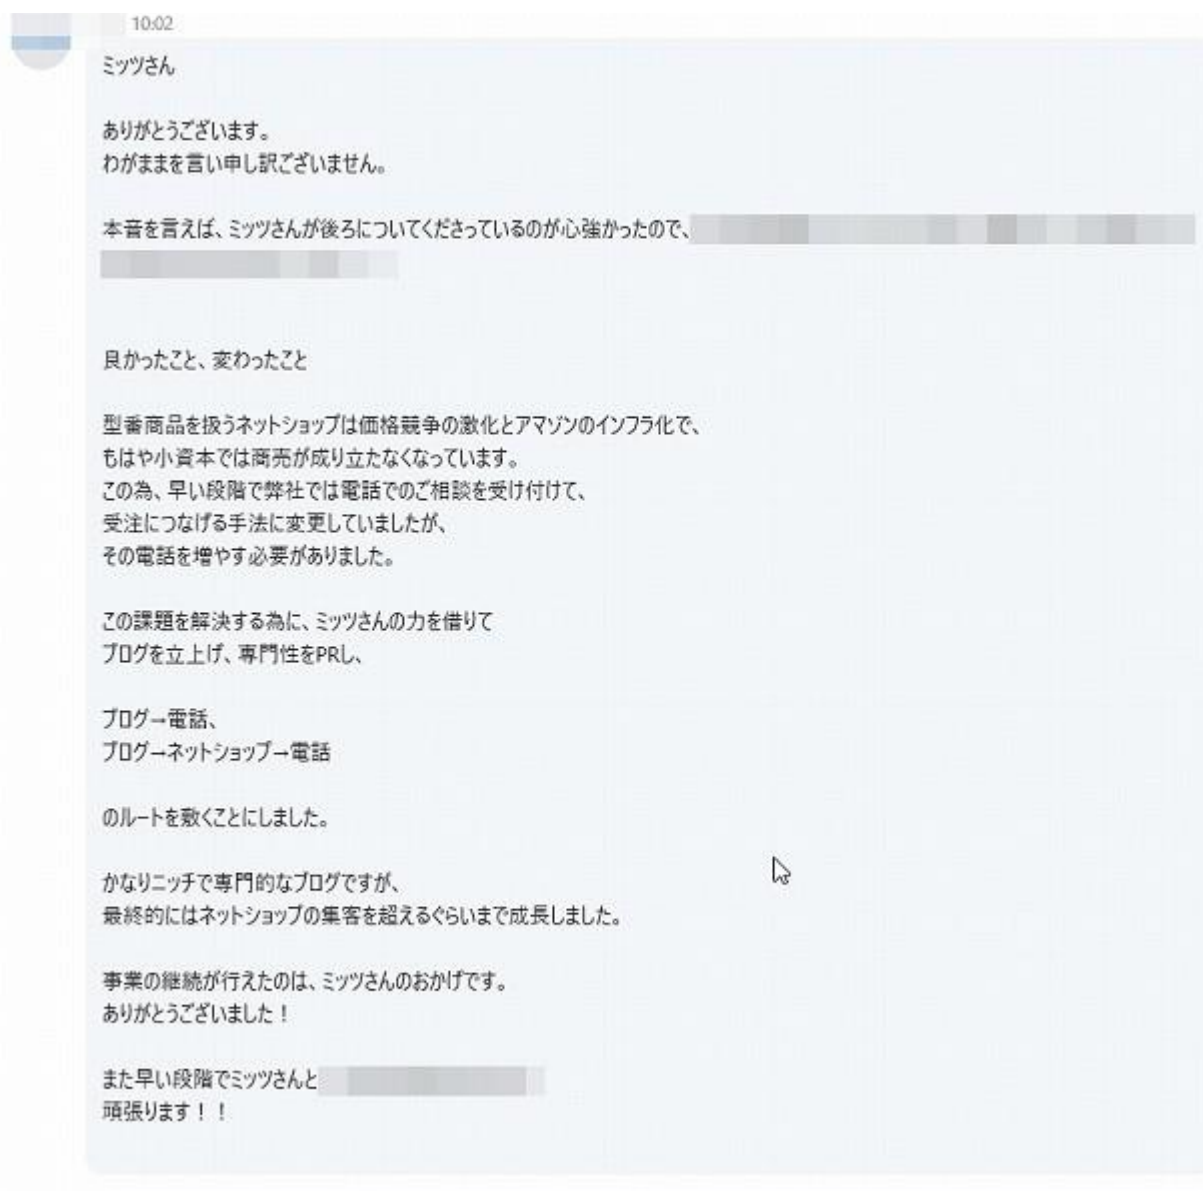 10:02
ミッツさん
ありがとうございます。
わがままを言い申し訳ございません。
本音を言えば、ミッツさんが後ろについてくださっているのが心強かったので、
良かったこと、変わったこと
型番商品を扱うネットショップは価格競争の激化とアマゾンのインフラ化で、
もはや小資本では商売が成り立たなくなっています。
この為、早い段階で弊社では電話でのご相談を受け付けて、
受注につなげる手法に変更していましたが、
その電話を増やす必要がありました。
この課題を解決する為に、ミッツさんの力を借りて
ブログを立上げ、専門性をPRし、
ブログ→電話、
ブログ→ネットショップ→電話
のルートを敷くことにしました。
かなりニッチで専門的なブログですが、
最終的にはネットショップの集客を超えるぐらいまで成長しました。
事業の継続が行えたのは、ミッツさんのおかげです。
ありがとうございました！
また早い段階でミッツさんと
頑張ります！！